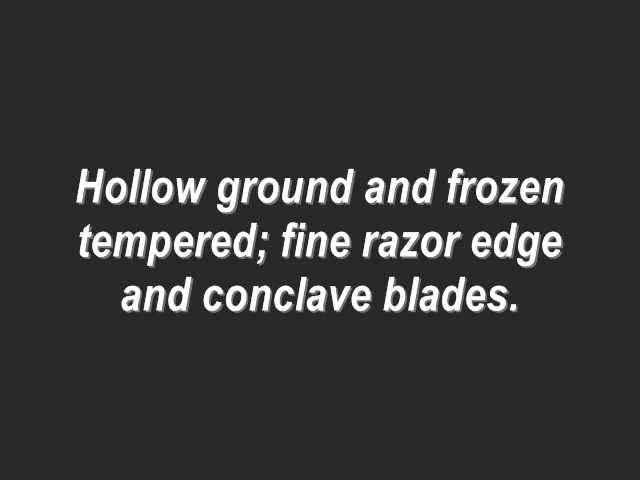 Hollow ground and frozen
tempered; fine razor edge
and conclave blades.